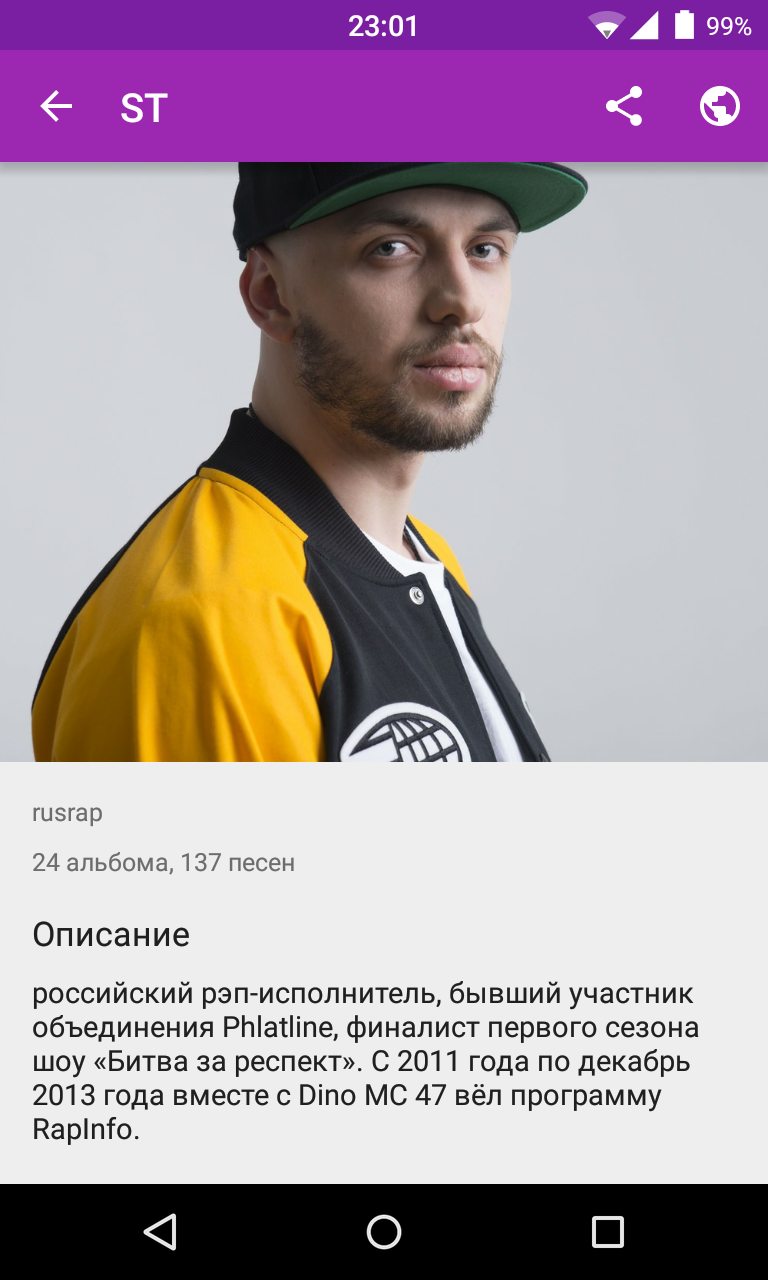 23:01
99%
ST
rusrap
24 альбома, 137 песен
Описание
российский рэп-исполнитель, бывший участник
объединения Phlatline, финалист первого сезона
шоу «Битва за респект». С 2011 года по декабрь
2013 года вместе с Dino MC 47 вёл программу
RapInfo.